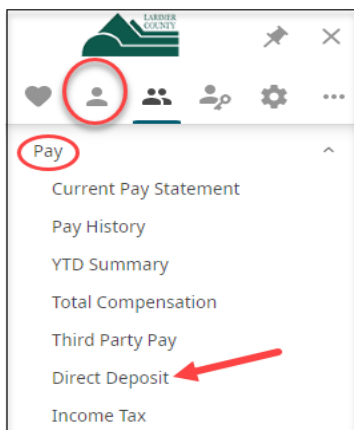 LARIMER
COUNTY
Pay
Current Pay Statement
Pay History
YTD Summary
Total Compensation
Third Party Pay
Direct Deposit
Income Tax